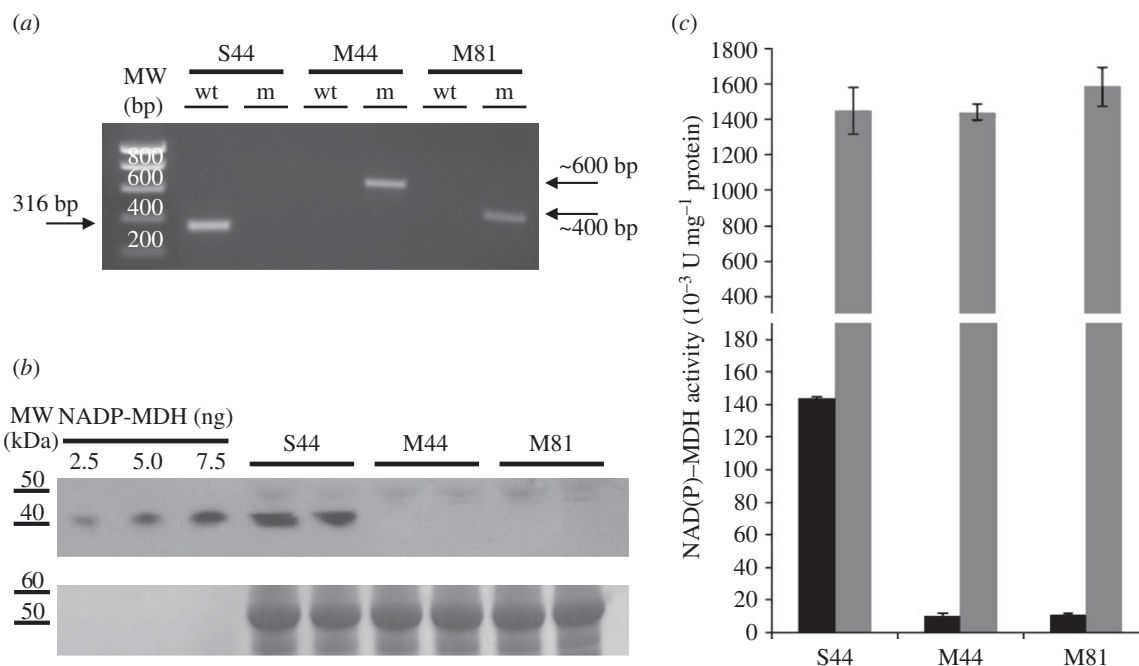 (a)
S44 M44 M81
MW
(bp)
wt m wt m wt m
800
600
400
200
316 bp
~600 bp
~400 bp
(b)
MW
(kDa)
NADP-MDH (ng)
2.5 5.0 7.5
S44 M44 M81
50
40
60
50
(c)
NAD(P)–MDH activity (10⁻³ U mg⁻¹ protein)
1800
1600
1400
1200
1000
800
600
400
200
180
160
140
120
100
80
60
40
20
0
S44 M44 M81